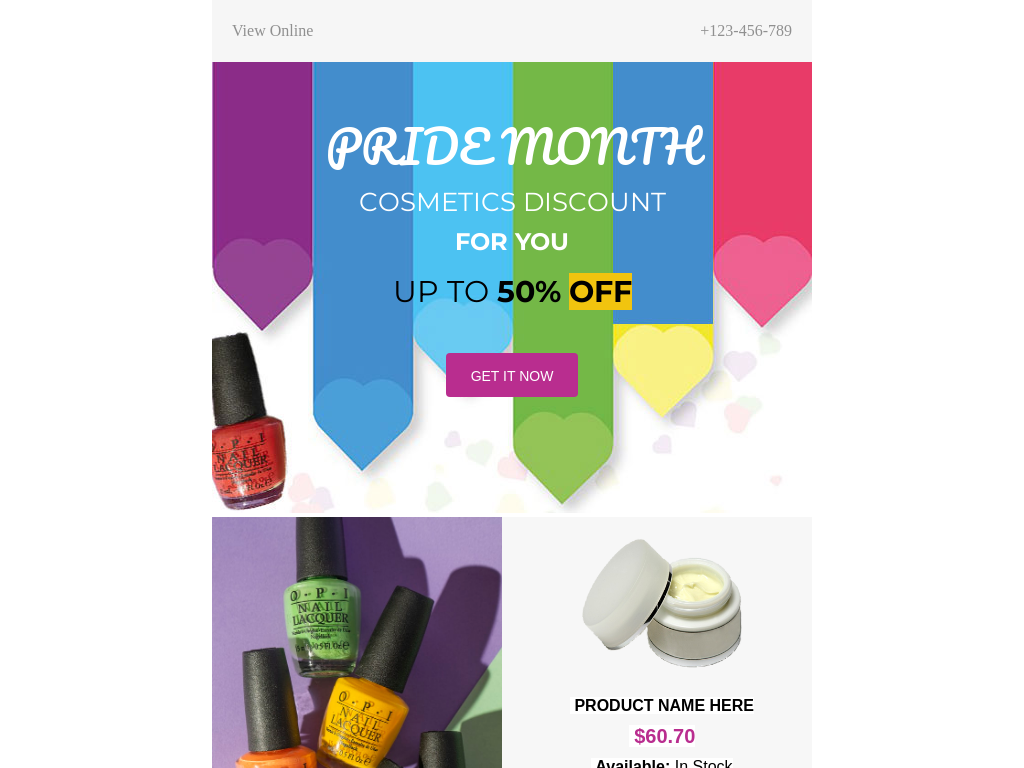 View Online
+123-456-789
PRIDE MONTH
COSMETICS DISCOUNT
FOR YOU
UP TO 50% OFF
GET IT NOW
O·P·I
NAIL
LACQUER
O·P·I
NAIL
LACQUER
O·P·I
NAIL
LACQUER
PRODUCT NAME HERE
$60.70
Available: In Stock